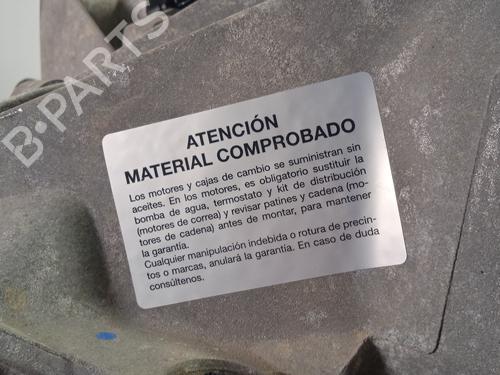 B-PARTS
ATENCIÓN
MATERIAL COMPROBADO
Los motores y cajas de cambio se suministran sin
aceites. En los motores, es obligatorio sustituir la
bomba de agua, termostato y kit de distribución
(motores de correa) y revisar patines y cadena (mo-
tores de cadena) antes de montar, para mantener
la garantía.
Cualquier manipulación indebida o rotura de precin-
tos o marcas, anulará la garantía. En caso de duda
consúltenos.